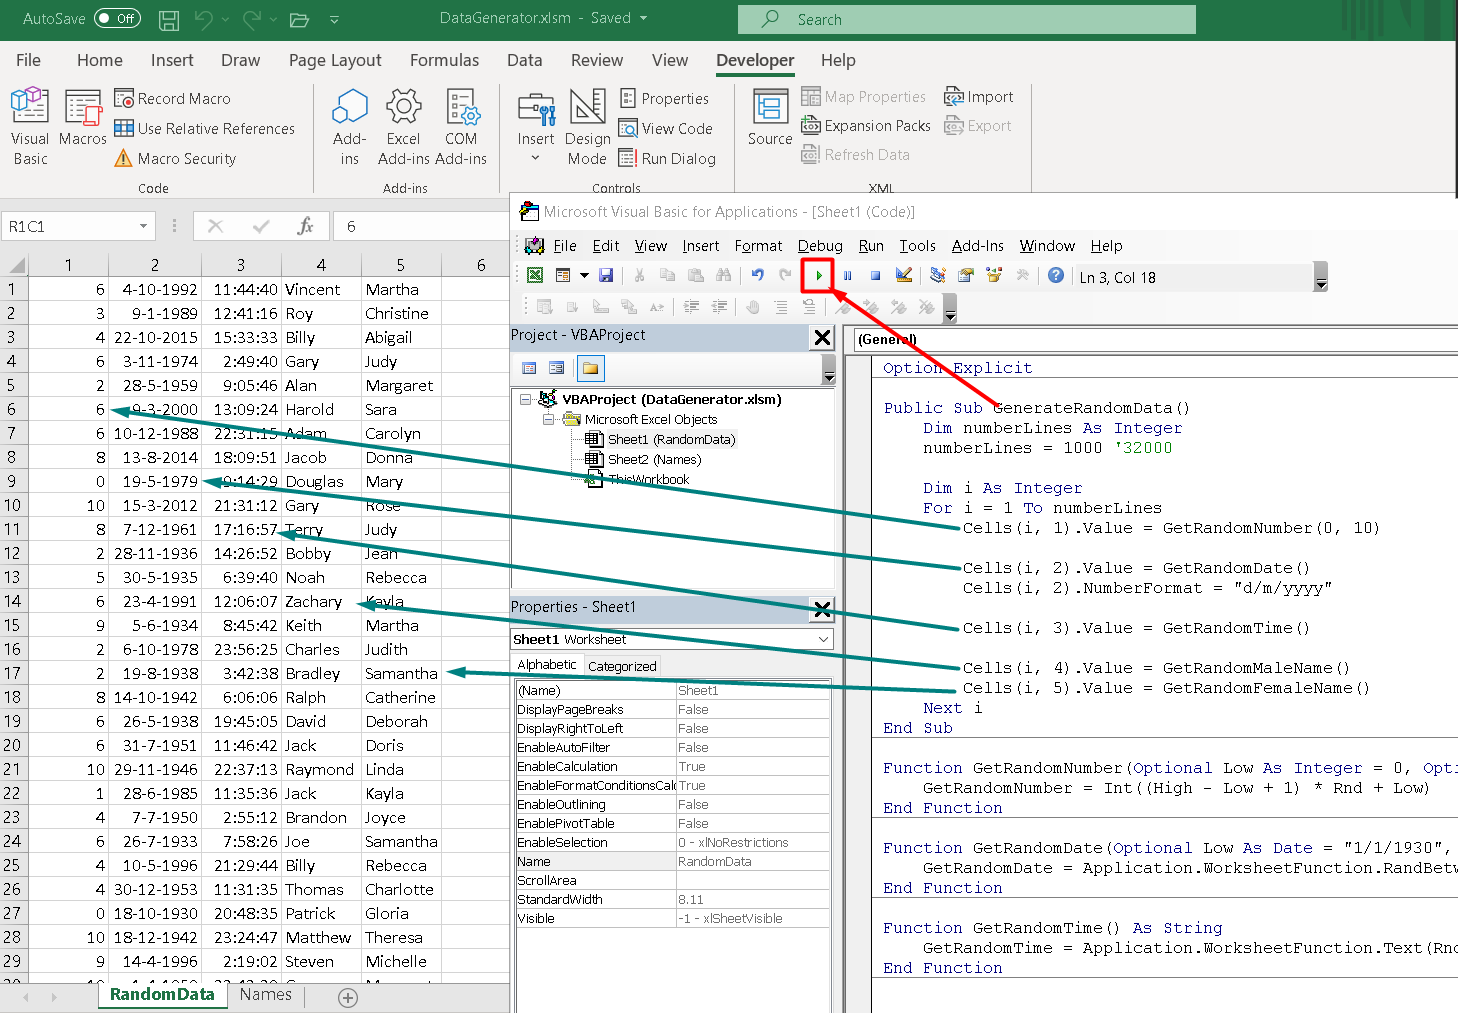 AutoSave Off DataGenerator.xlsm - Saved Search
File Home Insert Draw Page Layout Formulas Data Review View Developer Help
Visual Basic
Macros
Record Macro
Use Relative References
Macro Security
Code
Add-ins
Excel Add-ins
COM Add-ins
Add-ins
Insert
Design Mode
Properties
View Code
Run Dialog
Controls
Source
Map Properties
Expansion Packs
Refresh Data
Import
Export
XML
R1C1 fx 6
1 2 3 4 5 6
1 6 4-10-1992 11:44:40 Vincent Martha
2 3 9-1-1989 12:41:16 Roy Christine
3 4 22-10-2015 15:33:33 Billy Abigail
4 6 3-11-1974 2:49:40 Gary Judy
5 2 28-5-1959 9:05:46 Alan Margaret
6 6 9-3-2000 13:09:24 Harold Sara
7 6 10-12-1988 22:31:15 Adam Carolyn
8 8 13-8-2014 18:09:51 Jacob Donna
9 0 19-5-1979 9:14:29 Douglas Mary
10 10 15-3-2012 21:31:12 Gary Rose
11 8 7-12-1961 17:16:57 Terry Judy
12 2 28-11-1936 14:26:52 Bobby Jean
13 5 30-5-1935 6:39:40 Noah Rebecca
14 6 23-4-1991 12:06:07 Zachary Kayla
15 9 5-6-1934 8:45:42 Keith Martha
16 2 6-10-1978 23:56:25 Charles Judith
17 2 19-8-1938 3:42:38 Bradley Samantha
18 8 14-10-1942 6:06:06 Ralph Catherine
19 6 26-5-1938 19:45:05 David Deborah
20 6 31-7-1951 11:46:42 Jack Doris
21 10 29-11-1946 22:37:13 Raymond Linda
22 1 28-6-1985 11:35:36 Jack Kayla
23 4 7-7-1950 2:55:12 Brandon Joyce
24 6 26-7-1933 7:58:26 Joe Samantha
25 4 10-5-1996 21:29:44 Billy Rebecca
26 4 30-12-1953 11:31:35 Thomas Charlotte
27 0 18-10-1930 20:48:35 Patrick Gloria
28 10 18-12-1942 23:24:47 Matthew Theresa
29 9 14-4-1996 2:19:02 Steven Michelle
RandomData Names
Microsoft Visual Basic for Applications - [Sheet1 (Code)]
File Edit View Insert Format Debug Run Tools Add-Ins Window Help
Ln 3, Col 18
Project - VBAProject
VBAProject (DataGenerator.xlsm)
Microsoft Excel Objects
Sheet1 (RandomData)
Sheet2 (Names)
ThisWorkbook
Properties - Sheet1
Sheet1 Worksheet
Alphabetic Categorized
(Name) Sheet1
DisplayPageBreaks False
DisplayRightToLeft False
EnableAutoFilter False
EnableCalculation True
EnableFormatConditionsCalc True
EnableOutlining False
EnablePivotTable False
EnableSelection 0 - xlNoRestrictions
Name RandomData
ScrollArea
StandardWidth 8.11
Visible -1 - xlSheetVisible
(General)
Option Explicit
Public Sub GenerateRandomData()
Dim numberLines As Integer
numberLines = 1000 '32000
Dim i As Integer
For i = 1 To numberLines
Cells(i, 1).Value = GetRandomNumber(0, 10)
Cells(i, 2).Value = GetRandomDate()
Cells(i, 2).NumberFormat = "d/m/yyyy"
Cells(i, 3).Value = GetRandomTime()
Cells(i, 4).Value = GetRandomMaleName()
Cells(i, 5).Value = GetRandomFemaleName()
Next i
End Sub
Function GetRandomNumber(Optional Low As Integer = 0, Opti
GetRandomNumber = Int((High - Low + 1) * Rnd + Low)
End Function
Function GetRandomDate(Optional Low As Date = "1/1/1930",
GetRandomDate = Application.WorksheetFunction.RandBetw
End Function
Function GetRandomTime() As String
GetRandomTime = Application.WorksheetFunction.Text(Rnd
End Function